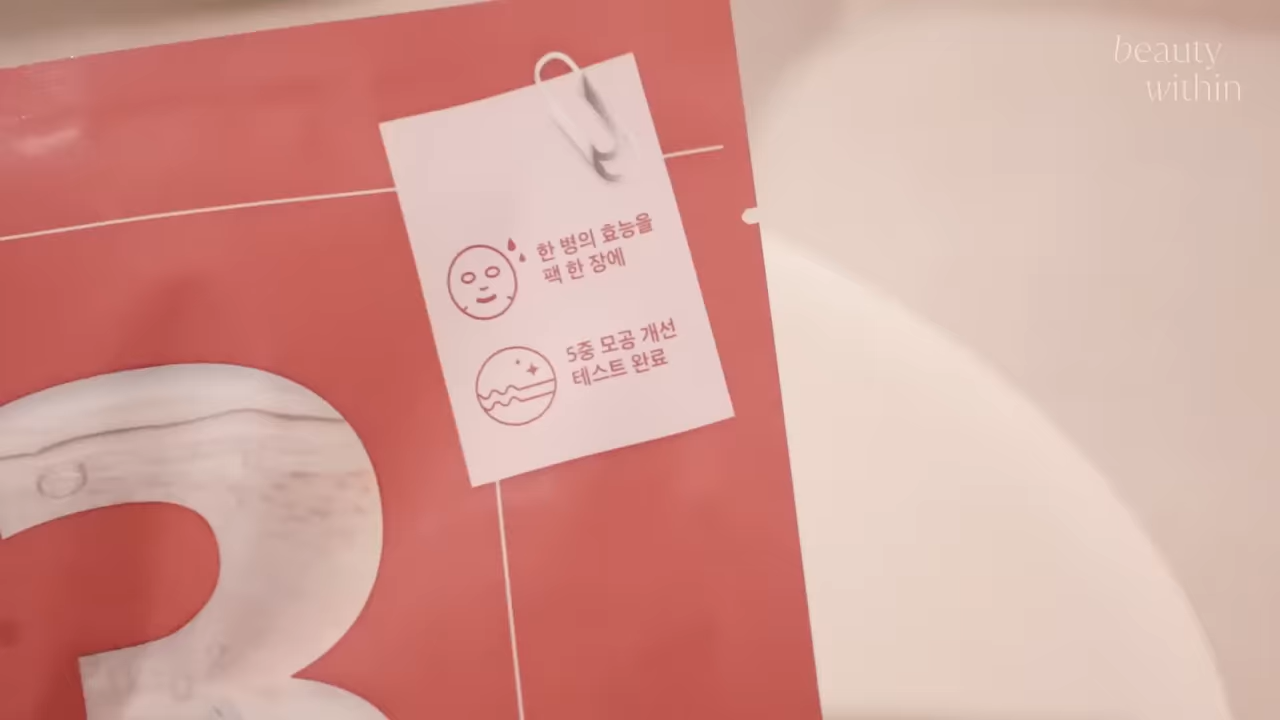 beauty
within
한 병의 효능을
팩 한 장에
5중 모공 개선
테스트 완료
3